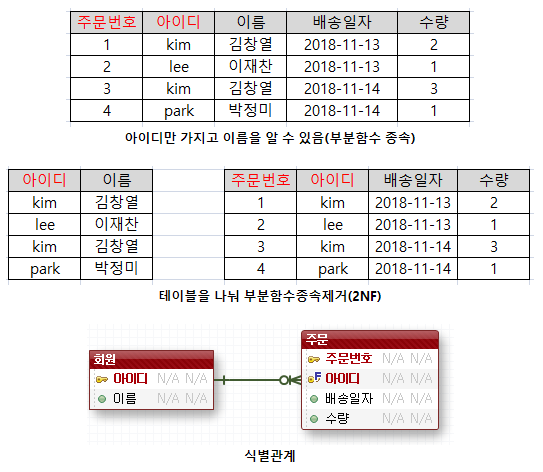 주문번호 아이디 이름 배송일자 수량
1 kim 김창열 2018-11-13 2
2 lee 이재찬 2018-11-13 1
3 kim 김창열 2018-11-14 3
4 park 박정미 2018-11-14 1
아이디만 가지고 이름을 알 수 있음(부분함수 종속)
아이디 이름
kim 김창열
lee 이재찬
kim 김창열
park 박정미
주문번호 아이디 배송일자 수량
1 kim 2018-11-13 2
2 lee 2018-11-13 1
3 kim 2018-11-14 3
4 park 2018-11-14 1
테이블을 나눠 부분함수종속제거(2NF)
회원
아이디 N/A N/A
이름 N/A N/A
주문
주문번호 N/A N/A
F 아이디 N/A N/A
배송일자 N/A N/A
수량 N/A N/A
식별관계